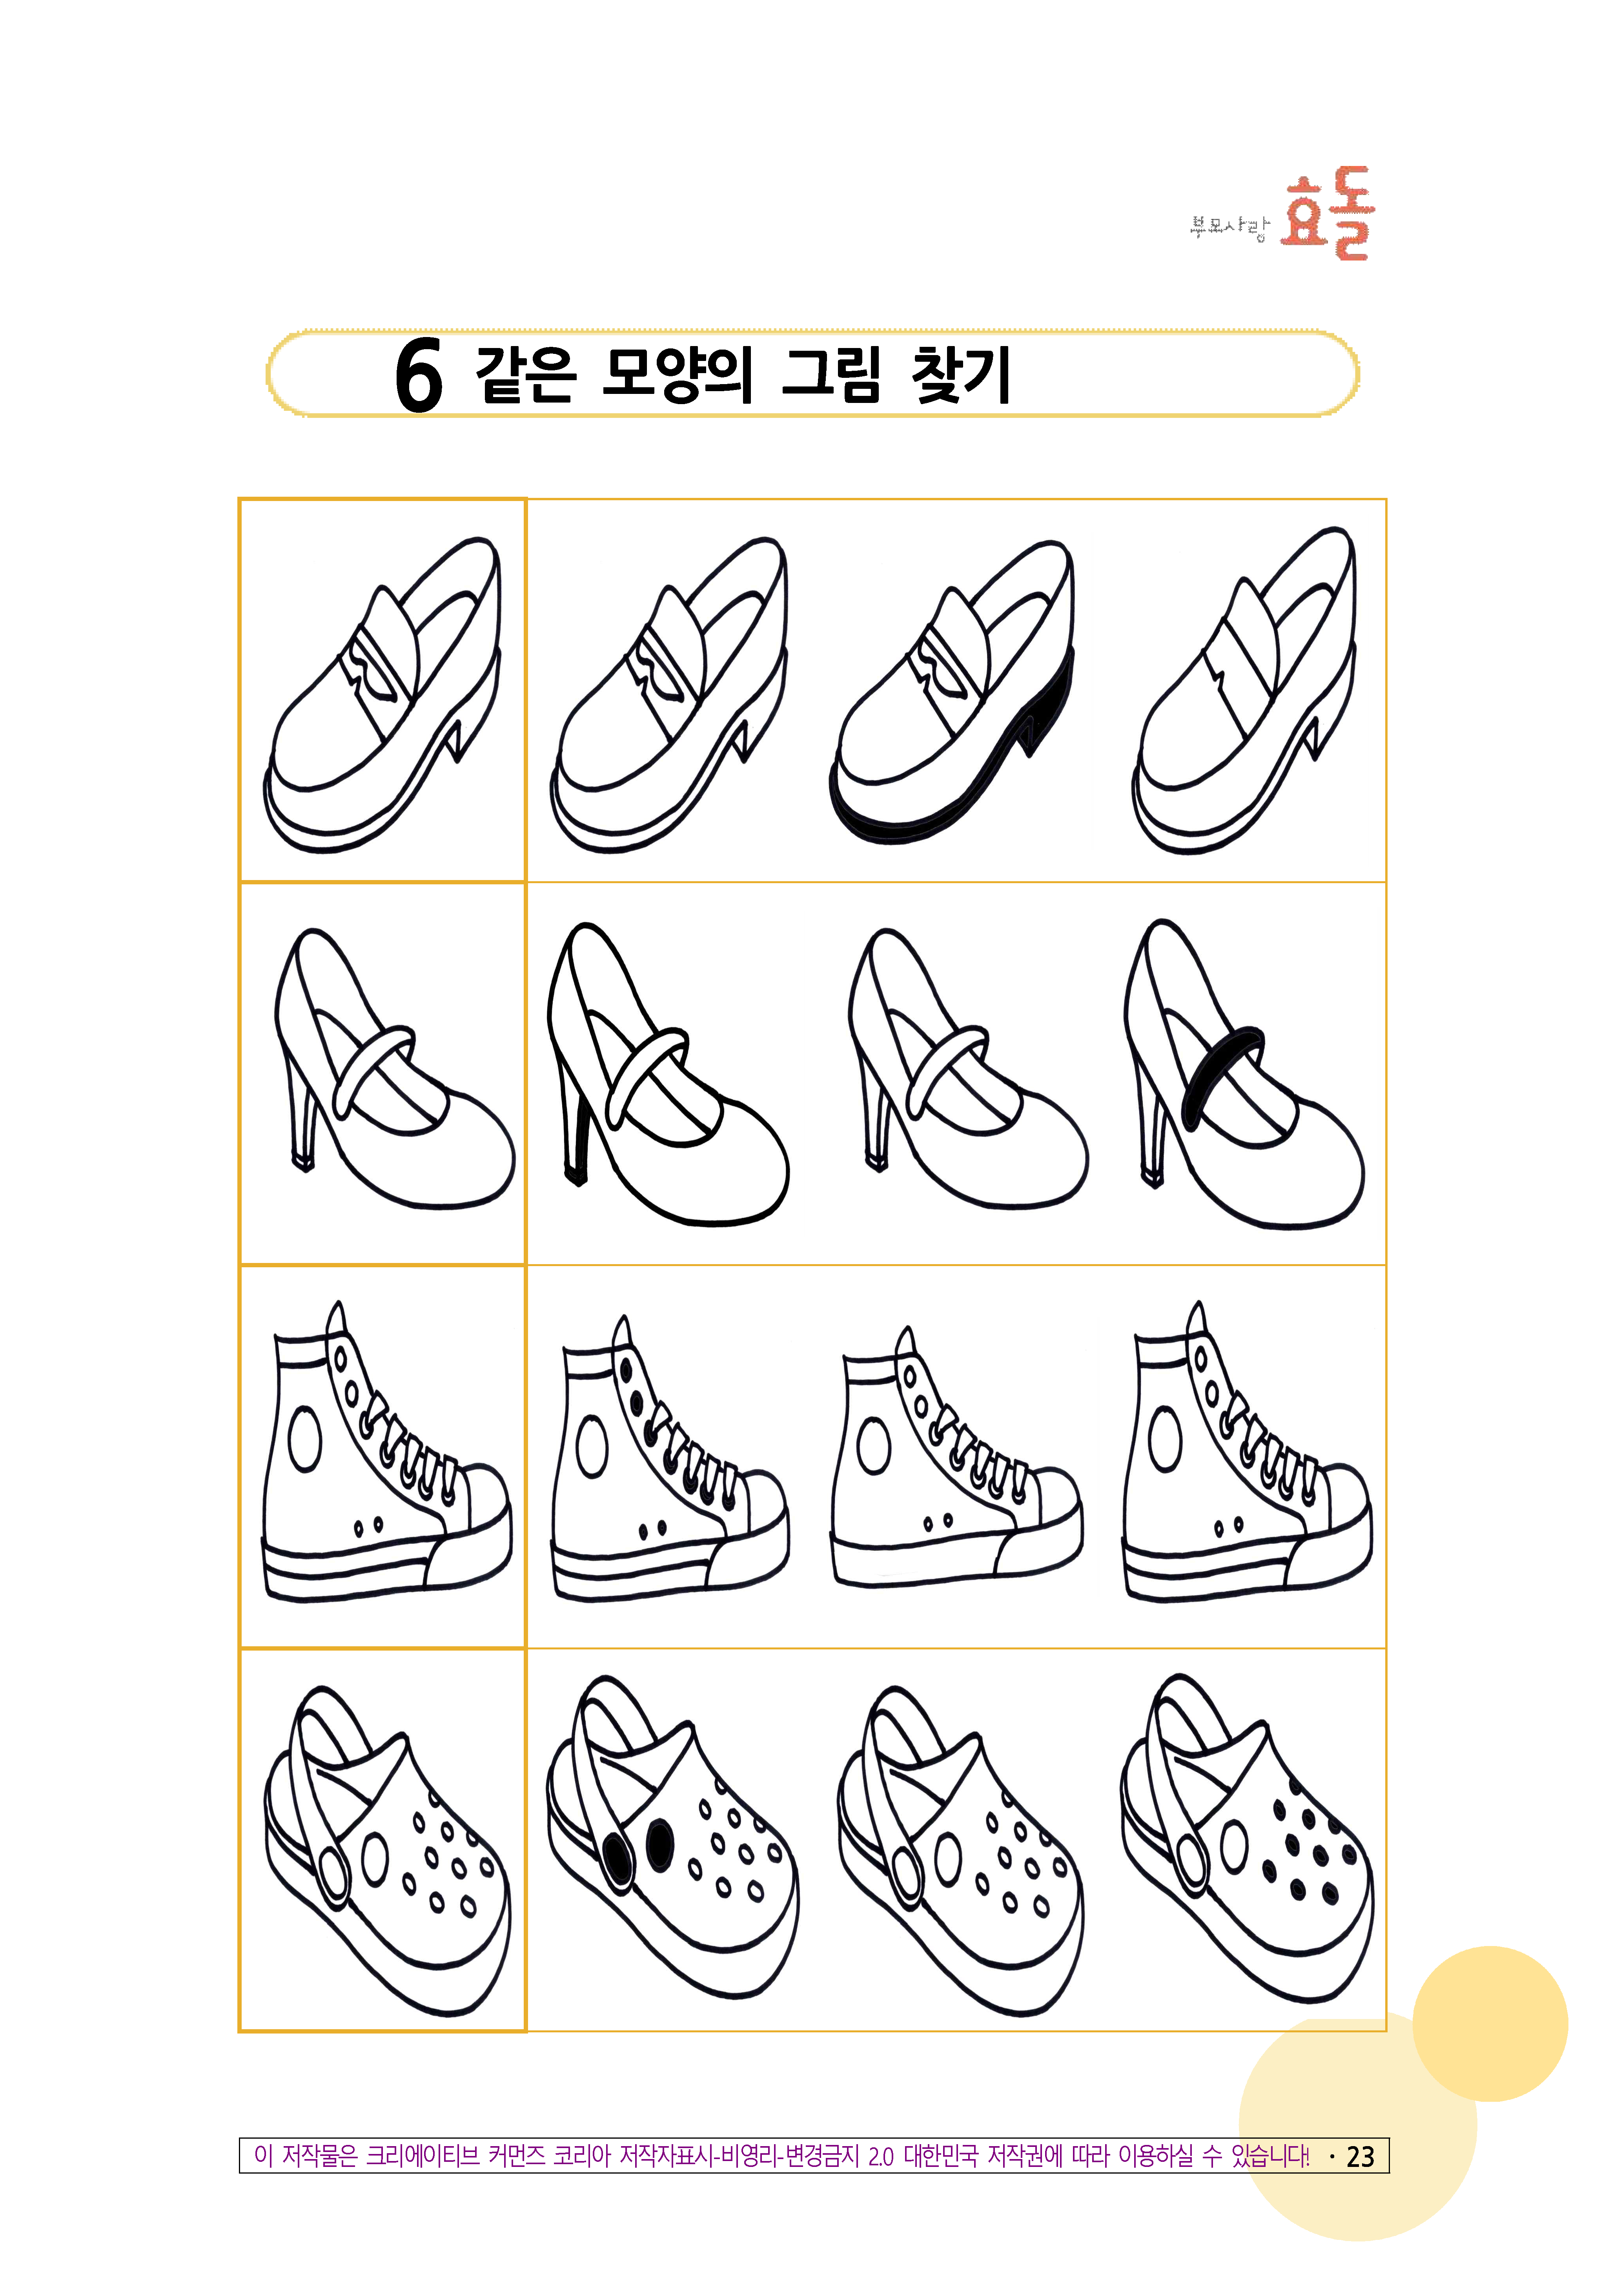 부모사랑 효돌
6 같은 모양의 그림 찾기
이 저작물은 크리에이티브 커먼즈 코리아 저작자표시-비영리-변경금지 2.0 대한민국 저작권에 따라 이용하실 수 있습니다! · 23